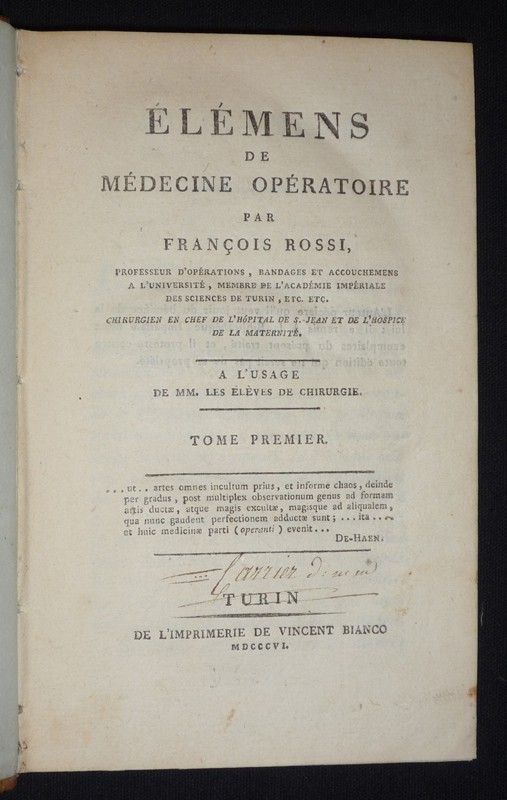 ÉLÉMENS
DE
MÉDECINE OPÉRATOIRE
PAR
FRANÇOIS ROSSI,
PROFESSEUR D'OPÉRATIONS, BANDAGES ET ACCOUCHEMENS
A L'UNIVERSITÉ, MEMBRE DE L'ACADÉMIE IMPÉRIALE
DES SCIENCES DE TURIN, ETC. ETC.
CHIRURGIEN EN CHEF DE L'HÔPITAL DE S. JEAN ET DE L'HOSPICE
DE LA MATERNITÉ.
A L'USAGE
DE MM. LES ÉLÈVES DE CHIRURGIE.
TOME PREMIER.
...ut.. artes omnes incultum prius, et informe chaos, deinde
per gradus, post multiplex observationum genus ad formam
artis ductæ, atque magis excultæ, magisque ad aliqualem,
qua nunc gaudent perfectionem adductæ sunt; ...ita...
et huic medicinæ parti (operanti) evenit...
DE-HAEN.
Carrier
TURIN
DE L'IMPRIMERIE DE VINCENT BIANCO
MDCCCVI.